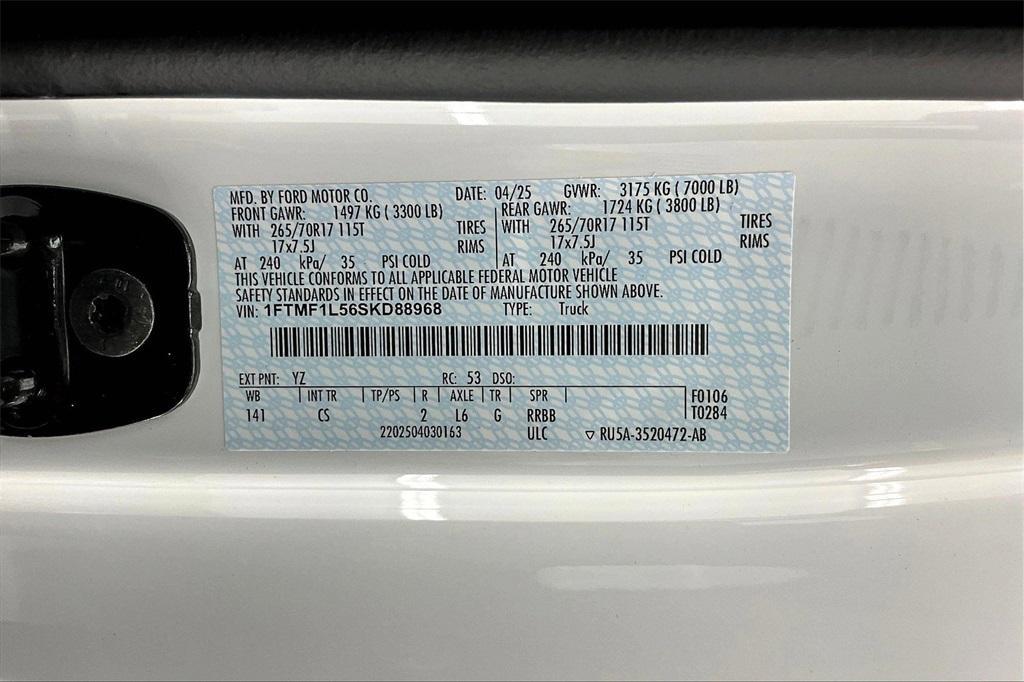 MFD. BY FORD MOTOR CO. DATE: 04/25 GVWR: 3175 KG ( 7000 LB)
FRONT GAWR: 1497 KG ( 3300 LB) REAR GAWR: 1724 KG ( 3800 LB)
WITH 265/70R17 115T TIRES WITH 265/70R17 115T TIRES
17x7.5J RIMS 17x7.5J RIMS
AT 240 kPa/ 35 PSI COLD AT 240 kPa/ 35 PSI COLD
THIS VEHICLE CONFORMS TO ALL APPLICABLE FEDERAL MOTOR VEHICLE
SAFETY STANDARDS IN EFFECT ON THE DATE OF MANUFACTURE SHOWN ABOVE.
VIN: 1FTMF1L56SKD88968 TYPE: Truck
EXT PNT: YZ RC: 53 DSO:
WB INT TR TP/PS R AXLE TR SPR F0106
141 CS 2 L6 G RRBB T0284
2202504030163 ULC ▽ RU5A-3520472-AB